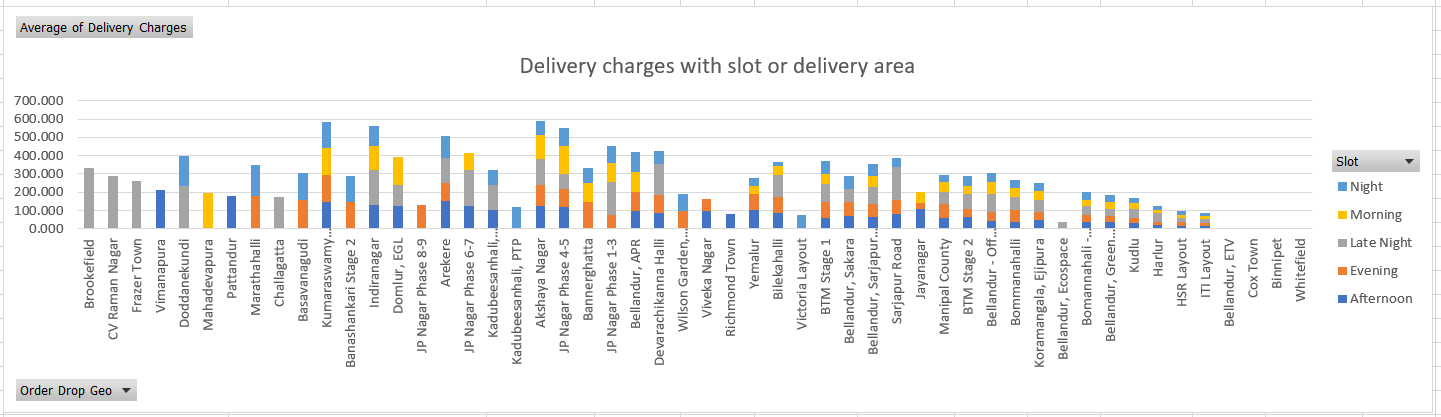 Average of Delivery Charges
Delivery charges with slot or delivery area
700.000
600.000
500.000
400.000
300.000
200.000
100.000
0.000
Brookefield
CV Raman Nagar
Frazer Town
Vimanapura
Doddanekundi
Mahadevapura
Pattandur
Marathahalli
Challagatta
Basavanagudi
Kumaraswamy…
Indiranagar
Banashankari Stage 2
Domlur, EGL
JP Nagar Phase 8-9
Arekere
JP Nagar Phase 6-7
Kadubeesanhali,…
Kadubeesanhali, PTP
Akshaya Nagar
JP Nagar Phase 4-5
Bannerghatta
JP Nagar Phase 1-3
Bellandur, APR
Devarachikanna Halli
Wilson Garden,…
Viveka Nagar
Richmond Town
Yemalur
Bilekahalli
Victoria Layout
BTM Stage 1
Bellandur, Sakara
Bellandur, Sarjapur…
Sarjapur Road
Jayanagar
Manipal County
BTM Stage 2
Bellandur - Off…
Bommanahalli
Koramangala, Ejipura
Bellandur, Ecospace
Bomannahalli -…
Bellandur, Green…
Kudlu
Harlur
HSR Layout
ITI Layout
Bellandur, ETV
Cox Town
Binnipet
Whitefield
Slot
Night
Morning
Late Night
Evening
Afternoon
Order Drop Geo